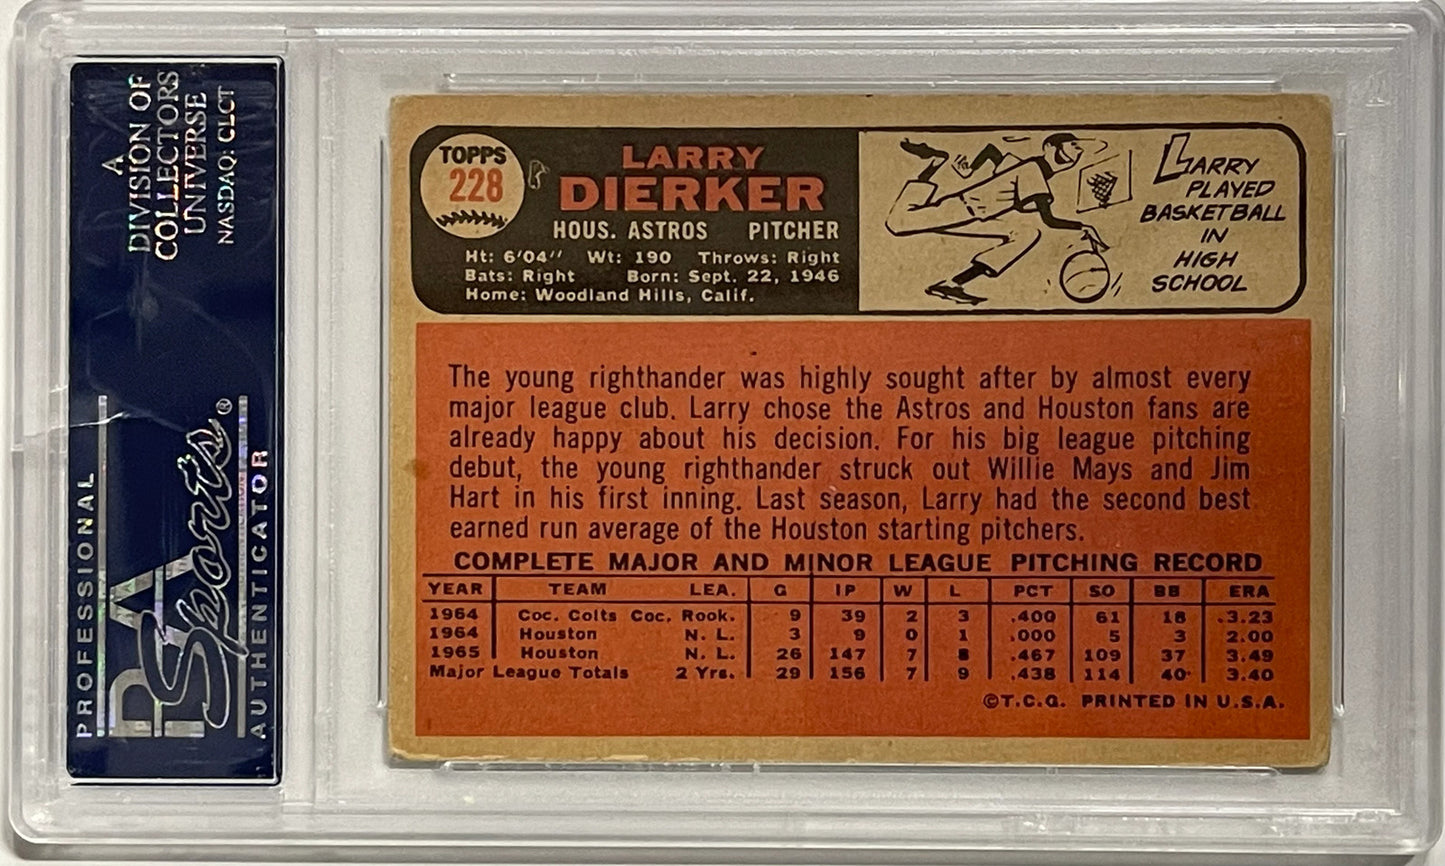 A
DIVISION OF
COLLECTORS
UNIVERSE
NASDAQ: CLCT
PROFESSIONAL
PSA
Sports®
AUTHENTICATOR
TOPPS
228
LARRY
DIERKER
HOUS. ASTROS PITCHER
Ht: 6'04" Wt: 190 Throws: Right
Bats: Right Born: Sept. 22, 1946
Home: Woodland Hills, Calif.
LARRY
PLAYED
BASKETBALL
IN
HIGH
SCHOOL
The young righthander was highly sought after by almost every
major league club. Larry chose the Astros and Houston fans are
already happy about his decision. For his big league pitching
debut, the young righthander struck out Willie Mays and Jim
Hart in his first inning. Last season, Larry had the second best
earned run average of the Houston starting pitchers.
COMPLETE MAJOR AND MINOR LEAGUE PITCHING RECORD
YEAR TEAM LEA. G IP W L PCT SO BB ERA
1964 Coc. Colts Coc. Rook. 9 39 2 3 .400 61 18 3.23
1964 Houston N. L. 3 9 0 1 .000 5 3 2.00
1965 Houston N. L. 26 147 7 8 .467 109 37 3.49
Major League Totals 2 Yrs. 29 156 7 9 .438 114 40 3.40
©T.C.G. PRINTED IN U.S.A.